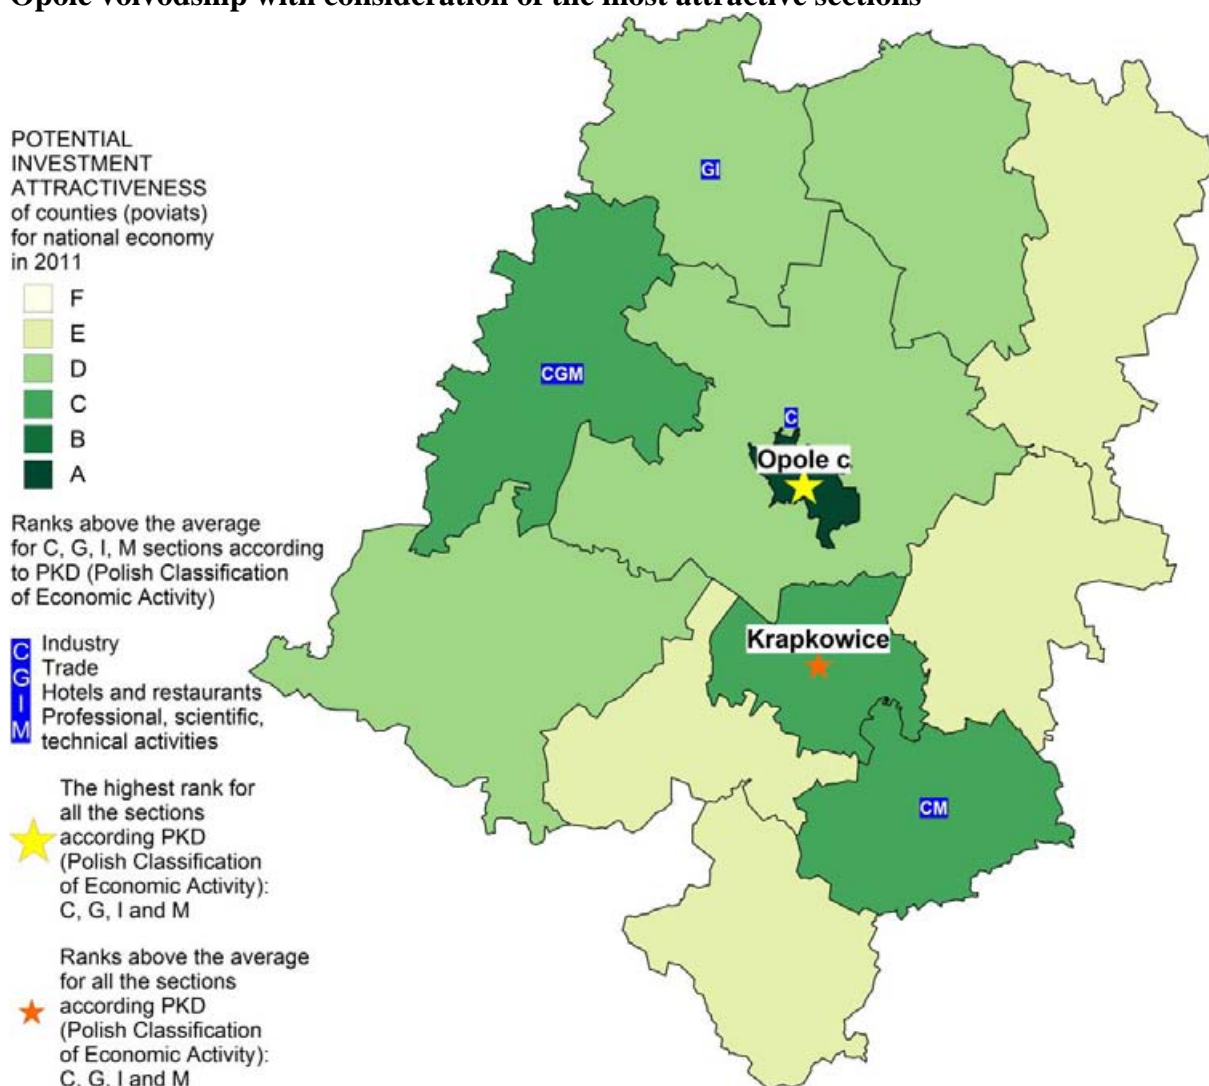 Opole voivodship with consideration of the most attractive sections
POTENTIAL
INVESTMENT
ATTRACTIVENESS
of counties (poviats)
for national economy
in 2011
F
E
D
C
B
A
Ranks above the average
for C, G, I, M sections according
to PKD (Polish Classification
of Economic Activity)
C Industry
G Trade
I Hotels and restaurants
M Professional, scientific,
technical activities
The highest rank for
all the sections
according PKD
(Polish Classification
of Economic Activity):
C, G, I and M
Ranks above the average
for all the sections
according PKD
(Polish Classification
of Economic Activity):
C, G, I and M
GI
CGM
C
Opole c.
Krapkowice
CM